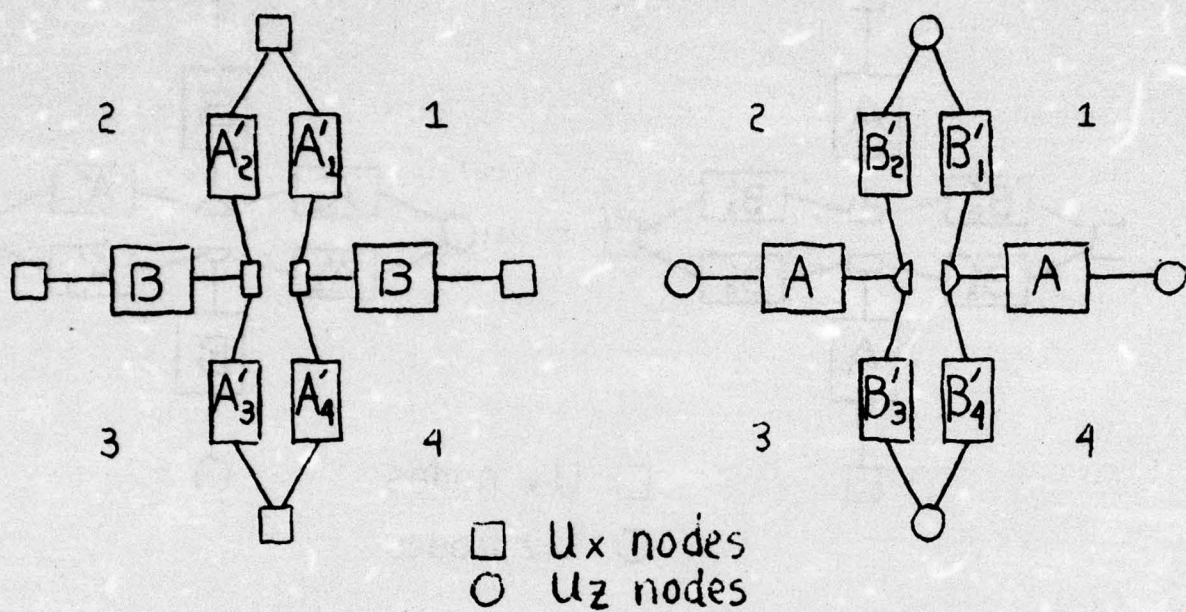 2 1 2 1
A'2 A'1 B'2 B'1
B B A A
A'3 A'4 B'3 B'4
3 4 3 4
Ux nodes
Uz nodes